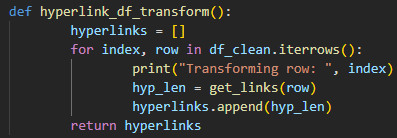 def hyperlink_df_transform():
        hyperlinks = []
        for index, row in df_clean.iterrows():
                print("Transforming row: ", index)
                hyp_len = get_links(row)
                hyperlinks.append(hyp_len)
        return hyperlinks